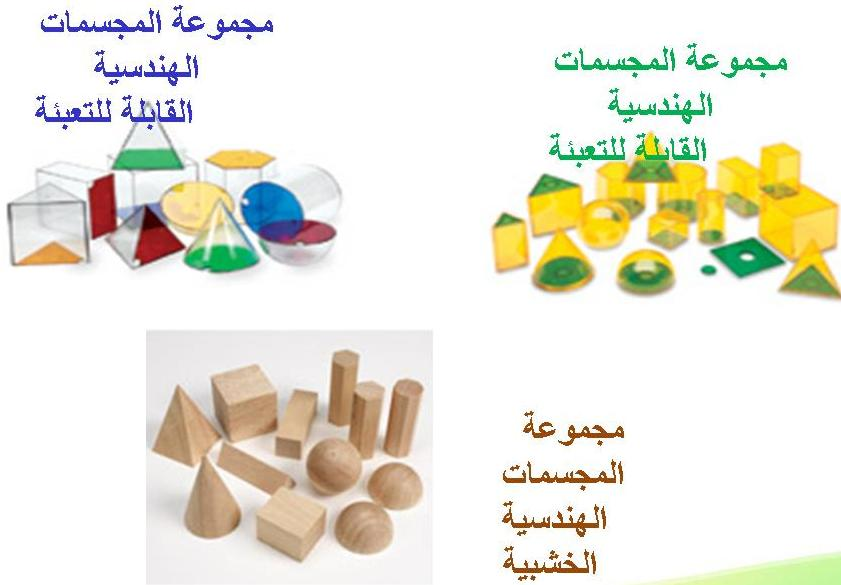 مجموعة المجسمات
الهندسية
القابلة للتعبئة
مجموعة المجسمات
الهندسية
القابلة للتعبئة
مجموعة
المجسمات
الهندسية
الخشبية